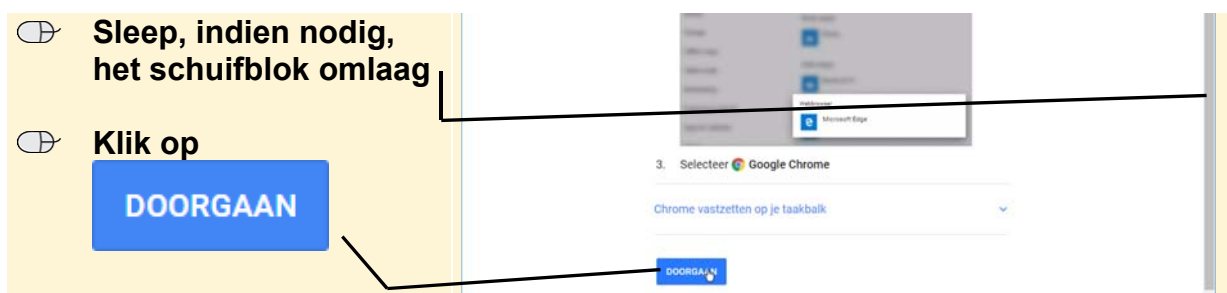 Sleep, indien nodig,
het schuifblok omlaag
Klik op
DOORGAAN
Webbrowser
Microsoft Edge
3. Selecteer Google Chrome
Chrome vastzetten op je taakbalk
DOORGAAN